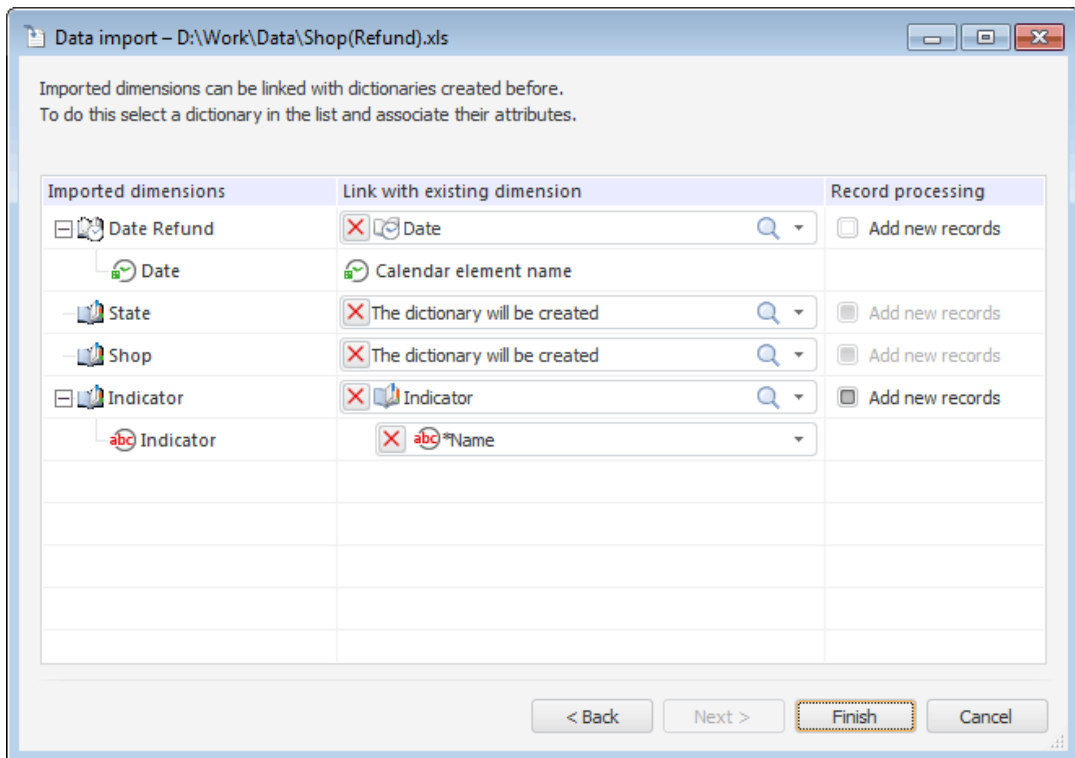 Data import – D:\Work\Data\Shop(Refund).xls
Imported dimensions can be linked with dictionaries created before.
To do this select a dictionary in the list and associate their attributes.
Imported dimensions Link with existing dimension Record processing
Date Refund Date Add new records
Date Calendar element name
State The dictionary will be created Add new records
Shop The dictionary will be created Add new records
Indicator Indicator Add new records
abc Indicator abc *Name
< Back Next > Finish Cancel